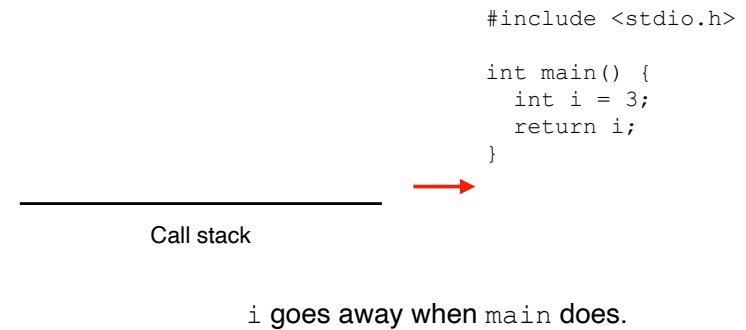 #include <stdio.h>
int main() {
  int i = 3;
  return i;
}
Call stack
i goes away when main does.